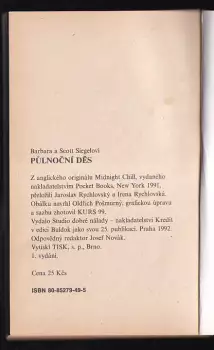 Barbara a Scott Siegelovi
PŮLNOČNÍ DĚS
Z anglického originálu Midnight Chill, vydaného
nakladatelstvím Pocket Books, New York 1991,
přeložili Jaroslav Rychlovský a Irena Rychlovská.
Obálku navrhl Oldřich Polmurný, grafickou úpravu
a sazbu zhotovil KURS 09.
Vydalo Studio dobré nálady - nakladatelství Kredit
v edici Buldok jako svou 25. publikaci. Praha 1992.
Odpovědný redaktor Josef Novák.
Vytiskl TISK, s. p., Brno.
1. vydání
Cena 25 Kčs
ISBN 80-85279-49-5